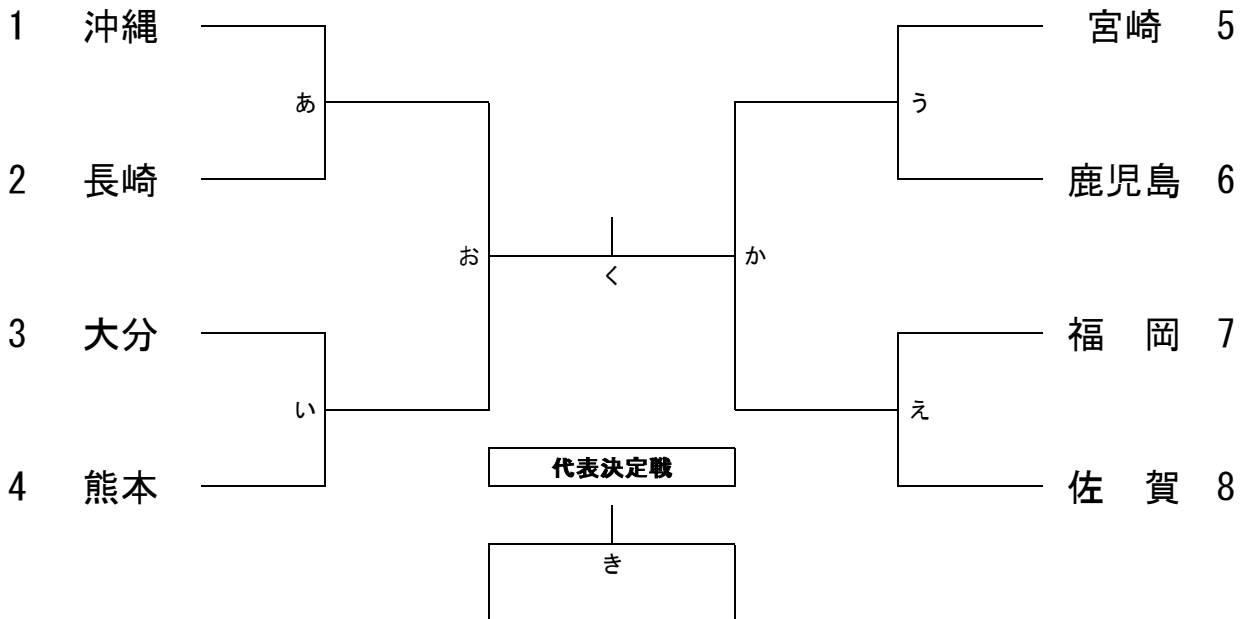 1 沖縄 宮崎 5
あ う
2 長崎 鹿児島 6
お く か
3 大分 福 岡 7
い え
代表決定戦
4 熊本 佐 賀 8
き